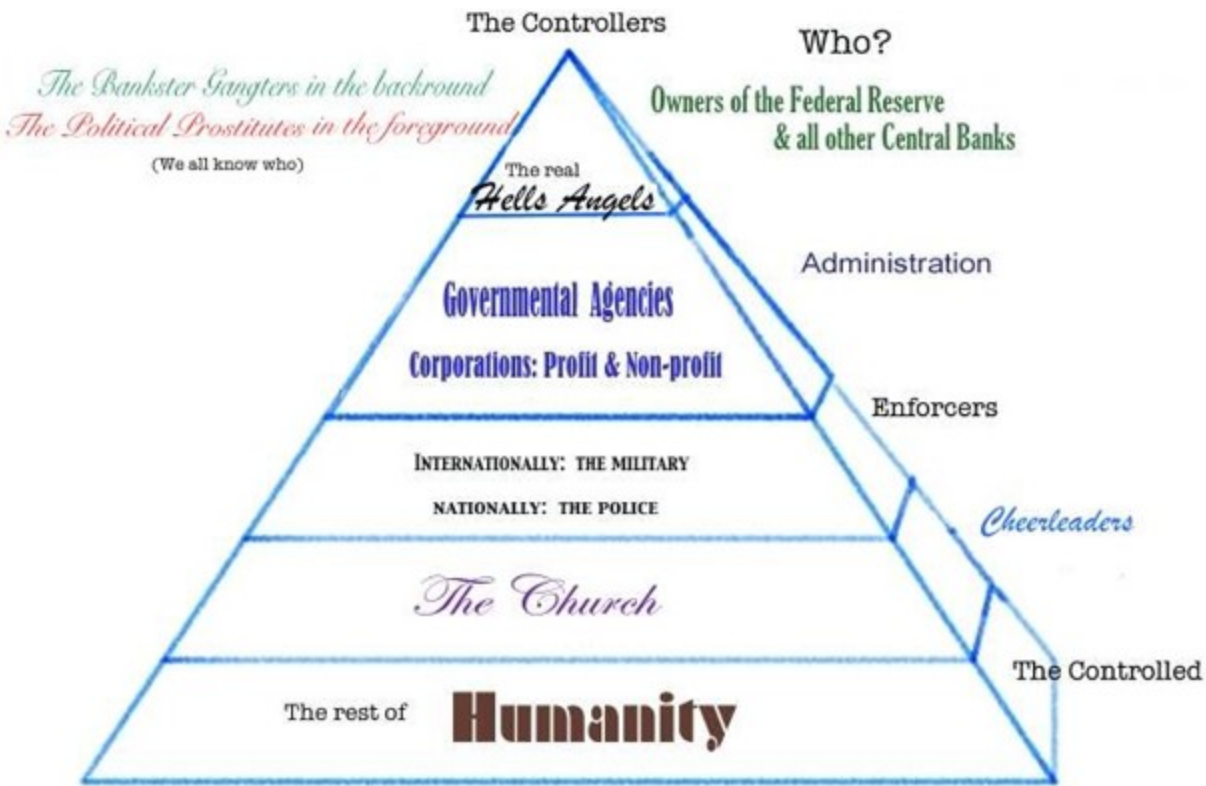 The Controllers
Who?
The Bankster Gangters in the backround
The Political Prostitutes in the foreground
(We all know who)
Owners of the Federal Reserve
& all other Central Banks
The real
Hells Angels
Administration
Governmental Agencies
Corporations: Profit & Non-profit
Enforcers
INTERNATIONALLY: THE MILITARY
NATIONALLY: THE POLICE
Cheerleaders
The Church
The Controlled
The rest of Humanity